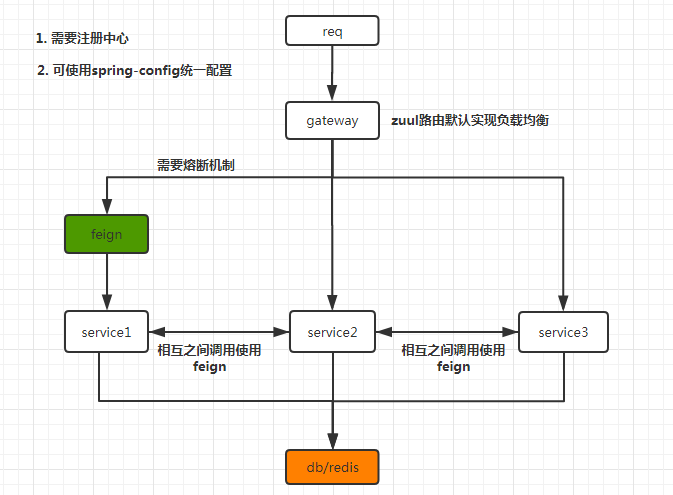 req
1. 需要注册中心
2. 可使用spring-config统一配置
gateway
zuul路由默认实现负载均衡
需要熔断机制
feign
service1
service2
service3
相互之间调用使用
feign
相互之间调用使用
feign
db/redis